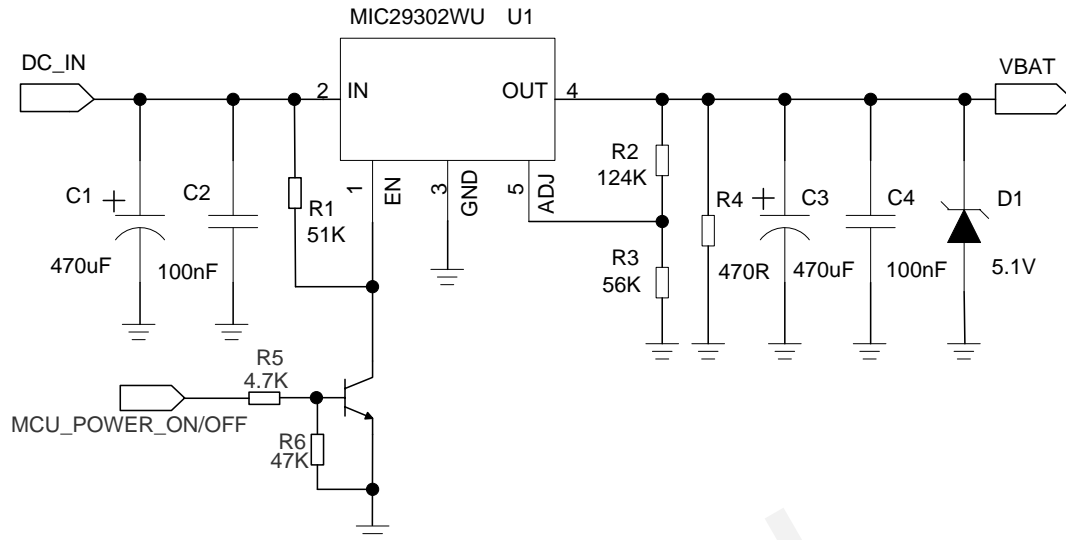 MIC29302WU U1
DC_IN
VBAT
2 IN
OUT 4
1
EN
3
GND
5
ADJ
C1
+
470uF
C2
100nF
R1
51K
R2
124K
R3
56K
R4
470R
+
C3
470uF
C4
100nF
D1
5.1V
R5
4.7K
MCU_POWER_ON/OFF
R6
47K